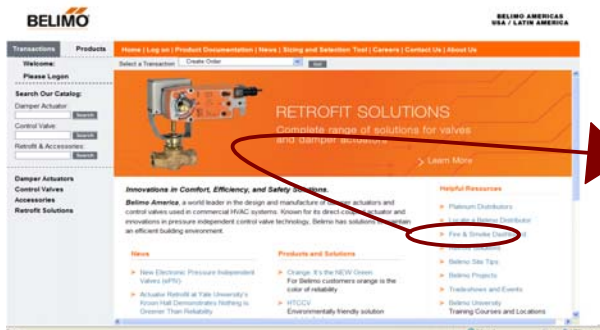 BELIMO
BELIMO AMERICAS
USA / LATIN AMERICA
Transactions Products
Home | Log on | Product Documentation | News | Sizing and Selection Tool | Careers | Contact Us | About Us
Welcome:
Select a Transaction: Create Order
Please Logon
Search Our Catalog:
Damper Actuator:
Search
Control Valve:
Search
Retrofit & Accessories:
Search
Damper Actuators
Control Valves
Accessories
Retrofit Solutions
RETROFIT SOLUTIONS
Complete range of solutions for valves
and damper actuators
> Learn More
Innovations in Comfort, Efficiency, and Safety Solutions.
Belimo Americas, a world leader in the design and manufacture of damper actuators and
control valves used in commercial HVAC systems. Known for its direct-coupled actuator and
innovations in pressure independent control valve technology, Belimo has solutions to maintain
an efficient building environment.
News
> New Electronic Pressure Independent
Valves (ePIV)
> Actuator Retrofit at Yale University's
Kroon Hall Demonstrates Nothing is
Greener Than Reliability
Products and Solutions
> Orange. It's the NEW Green
For Belimo customers orange is the
color of reliability
> HTCCV
Environmentally friendly solution
Helpful Resources
> Platinum Distributors
> Locate a Belimo Distributor
> Fire & Smoke Dashboard
> Retrofit Solutions
> Belimo Site Tips
> Belimo Projects
> Tradeshows and Events
> Belimo University
Training Courses and Locations